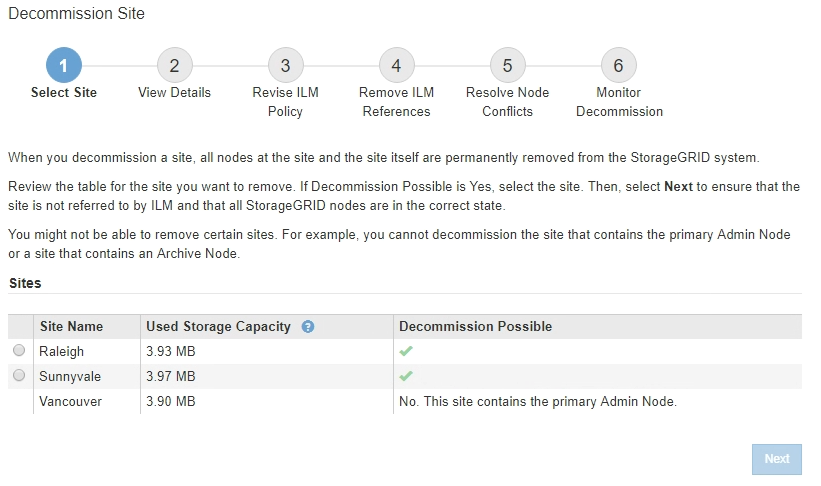 Decommission Site
1 2 3 4 5 6
Select Site View Details Revise ILM Remove ILM Resolve Node Monitor
Policy References Conflicts Decommission
When you decommission a site, all nodes at the site and the site itself are permanently removed from the StorageGRID system.
Review the table for the site you want to remove. If Decommission Possible is Yes, select the site. Then, select Next to ensure that the
site is not referred to by ILM and that all StorageGRID nodes are in the correct state.
You might not be able to remove certain sites. For example, you cannot decommission the site that contains the primary Admin Node
or a site that contains an Archive Node.
Sites
Site Name Used Storage Capacity ? Decommission Possible
Raleigh 3.93 MB ✔
Sunnyvale 3.97 MB ✔
Vancouver 3.90 MB No. This site contains the primary Admin Node.
Next